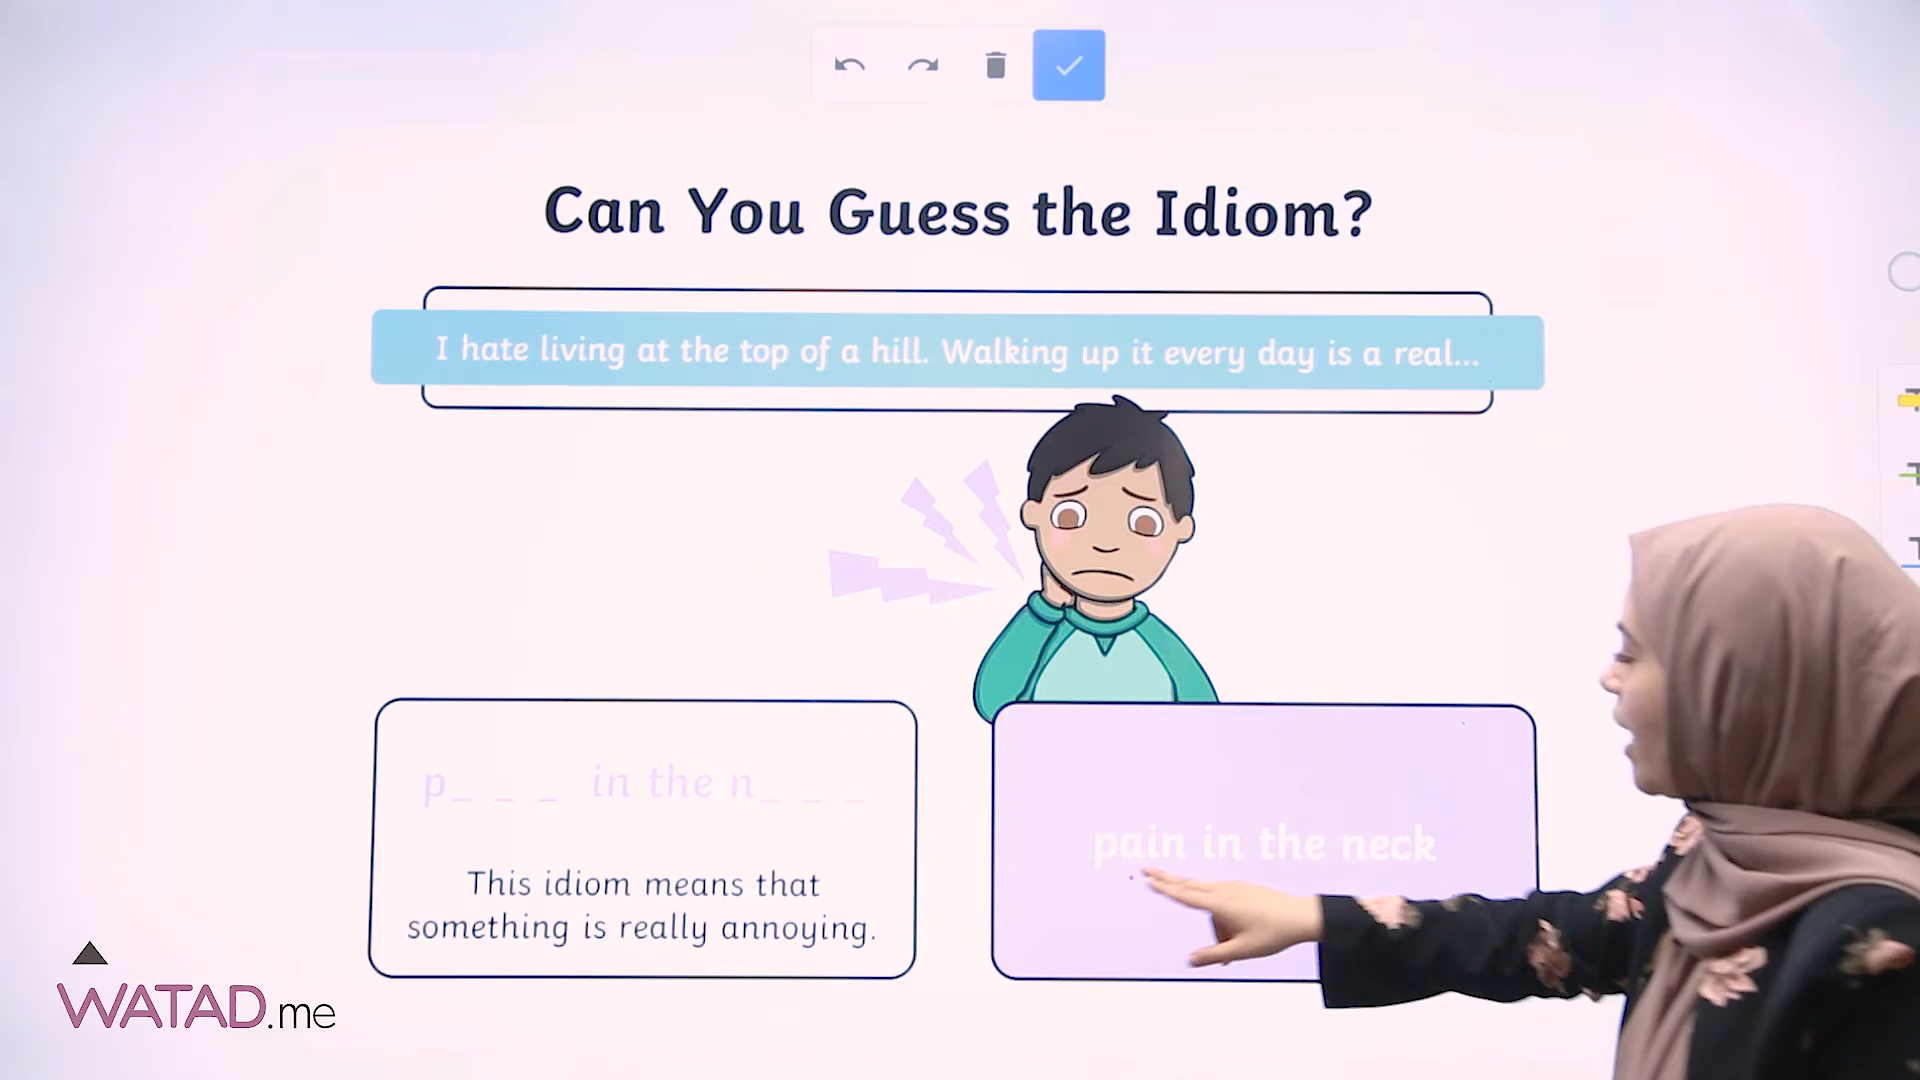 Can You Guess the Idiom?
I hate living at the top of a hill. Walking up it every day is a real...
p_ _ _ in the n_ _ _
This idiom means that
something is really annoying.
pain in the neck
WATAD.me